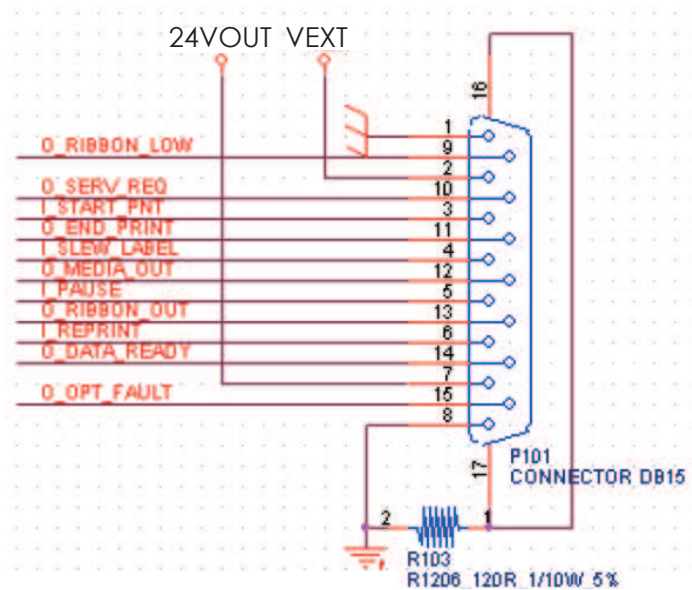 24VOUT VEXT
16
1
O_RIBBON_LOW
9
2
O_SERV_REQ
10
I_START_PNT
3
O_END_PRINT
11
I_SLEW_LABEL
4
O_MEDIA_OUT
12
I_PAUSE
5
O_RIBBON_OUT
13
I_REPRINT
6
O_DATA_READY
14
7
O_OPT_FAULT
15
8
17
P101
CONNECTOR DB15
2
1
R103
R1206_120R_1/10W_5%